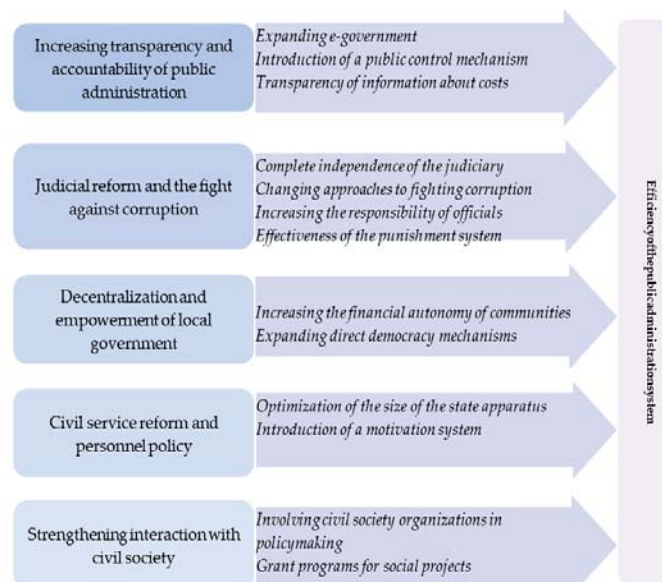 Increasing transparency and
accountability of public
administration
Expanding e-government
Introduction of a public control mechanism
Transparency of information about costs
Judicial reform and the fight
against corruption
Complete independence of the judiciary
Changing approaches to fighting corruption
Increasing the responsibility of officials
Effectiveness of the punishment system
Decentralization and
empowerment of local
government
Increasing the financial autonomy of communities
Expanding direct democracy mechanisms
Civil service reform and
personnel policy
Optimization of the size of the state apparatus
Introduction of a motivation system
Strengthening interaction with
civil society
Involving civil society organizations in
policymaking
Grant programs for social projects
Efficiencyofthepublicadministrationsystem